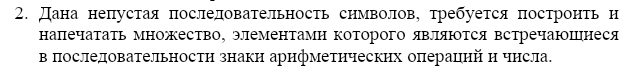 2. Дана непустая последовательность символов, требуется построить и
напечатать множество, элементами которого являются встречающиеся
в последовательности знаки арифметических операций и числа.